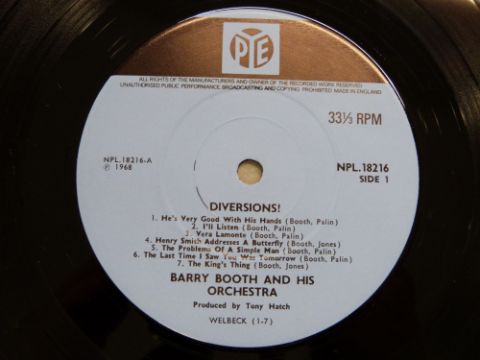 PYE
ALL RIGHTS OF THE MANUFACTURERS AND OWNER OF THE RECORDED WORK RESERVED
UNAUTHORISED PUBLIC PERFORMANCE BROADCASTING AND COPYING PROHIBITED MADE IN ENGLAND
33⅓ RPM
NPL.18216-A
℗ 1968
NPL.18216
SIDE 1
DIVERSIONS!
1. He's Very Good With His Hands (Booth, Palin)
2. I'll Listen (Booth, Palin)
3. Vera Lamonte (Booth, Palin)
4. Henry Smith Addresses A Butterfly (Booth, Jones)
5. The Problems Of A Simple Man (Booth, Palin)
6. The Last Time I Saw You Was Tomorrow (Booth, Palin)
7. The King's Thing (Booth, Jones)
BARRY BOOTH AND HIS
ORCHESTRA
Produced by Tony Hatch
WELBECK (1-7)